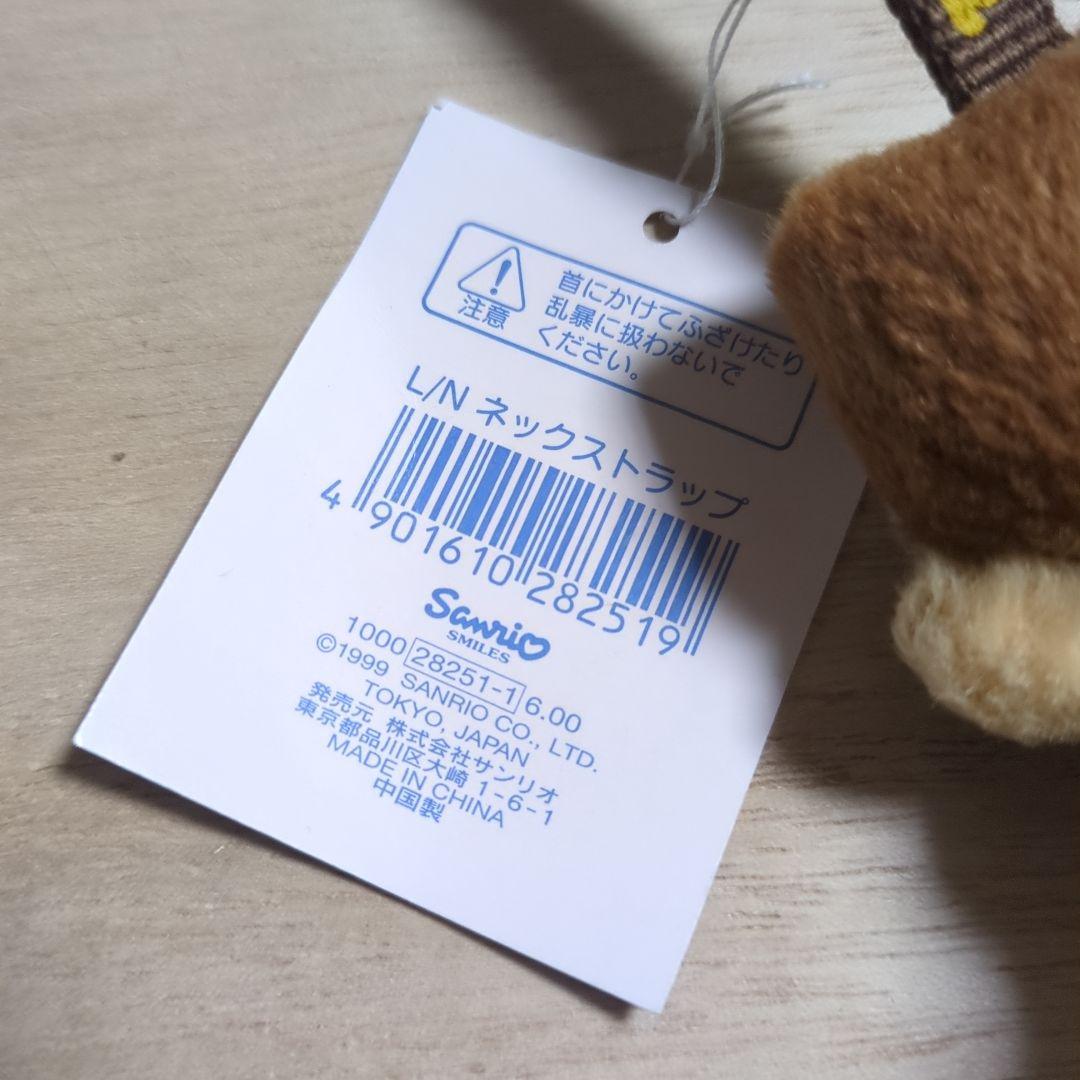 注意
首にかけてふざけたり
乱暴に扱わないで
ください。
L/N ネックストラップ
4 901610 282519
Sanrio
SMILES
1000 28251-1 6.00
©1999 SANRIO CO., LTD.
TOKYO, JAPAN
発売元 株式会社サンリオ
東京都品川区大崎 1-6-1
MADE IN CHINA
中国製